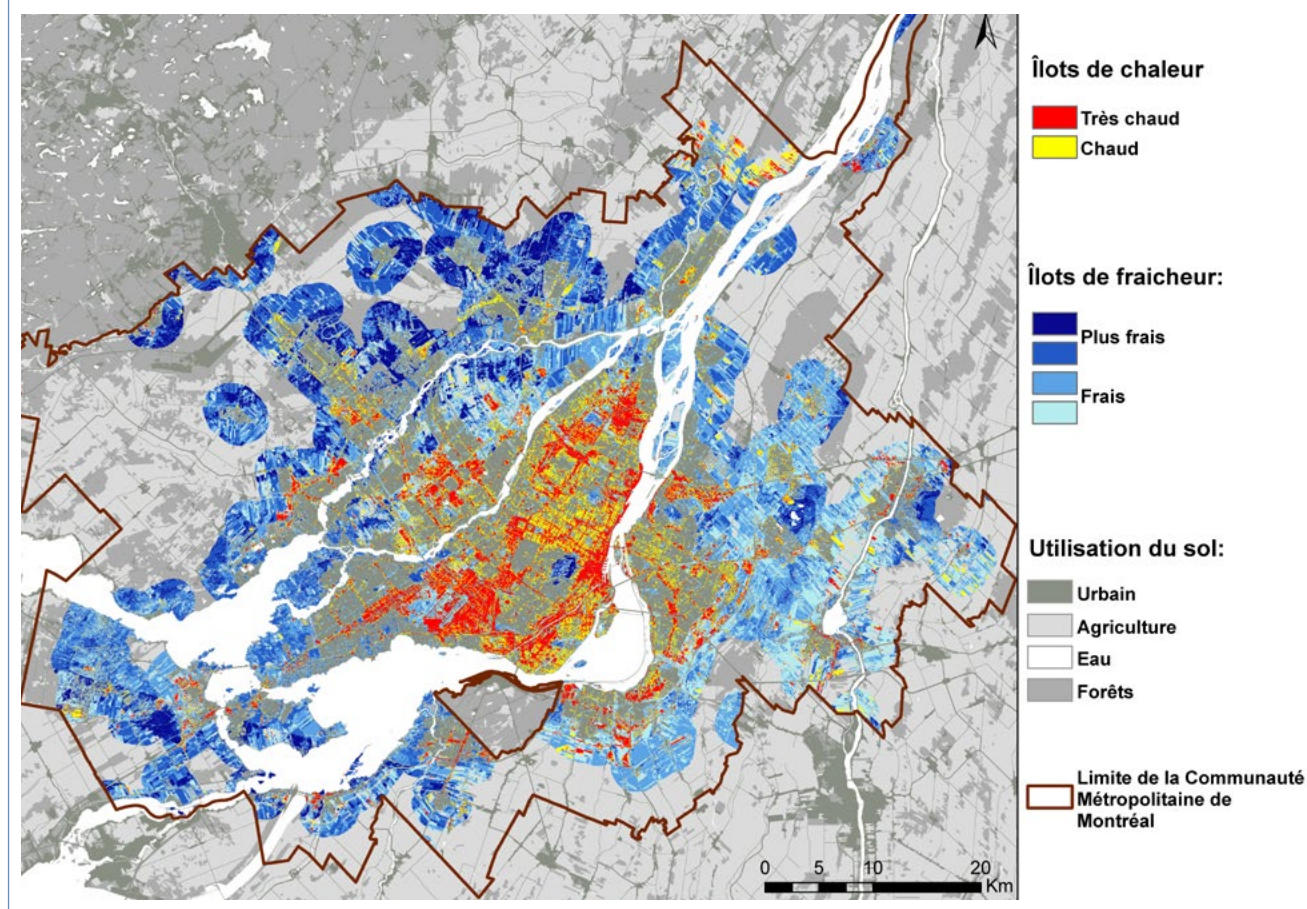 Îlots de chaleur
Très chaud
Chaud
Îlots de fraicheur:
Plus frais
Frais
Utilisation du sol:
Urbain
Agriculture
Eau
Forêts
Limite de la Communauté
Métropolitaine de
Montréal
0 5 10 20
Km